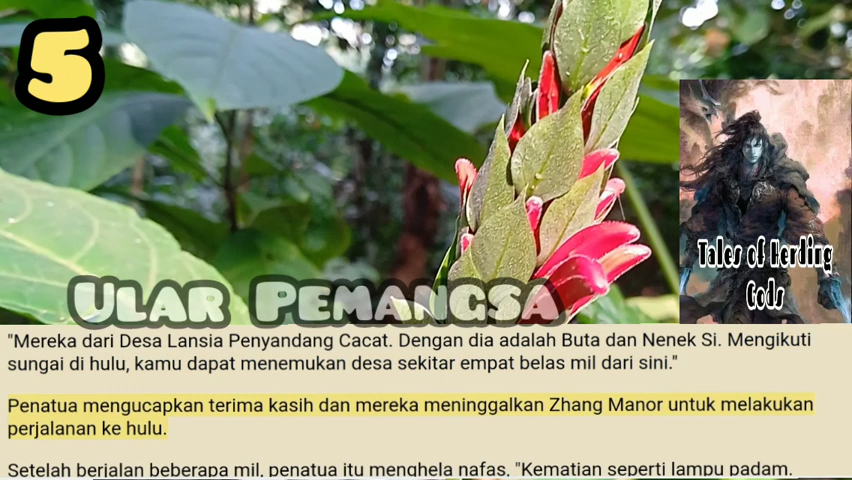 5
Tales of Herding
Gods
Ular Pemangsa
"Mereka dari Desa Lansia Penyandang Cacat. Dengan dia adalah Buta dan Nenek Si. Mengikuti
sungai di hulu, kamu dapat menemukan desa sekitar empat belas mil dari sini."
Penatua mengucapkan terima kasih dan mereka meninggalkan Zhang Manor untuk melakukan
perjalanan ke hulu.
Setelah berjalan beberapa mil, penatua itu menghela nafas, "Kematian seperti lampu padam.